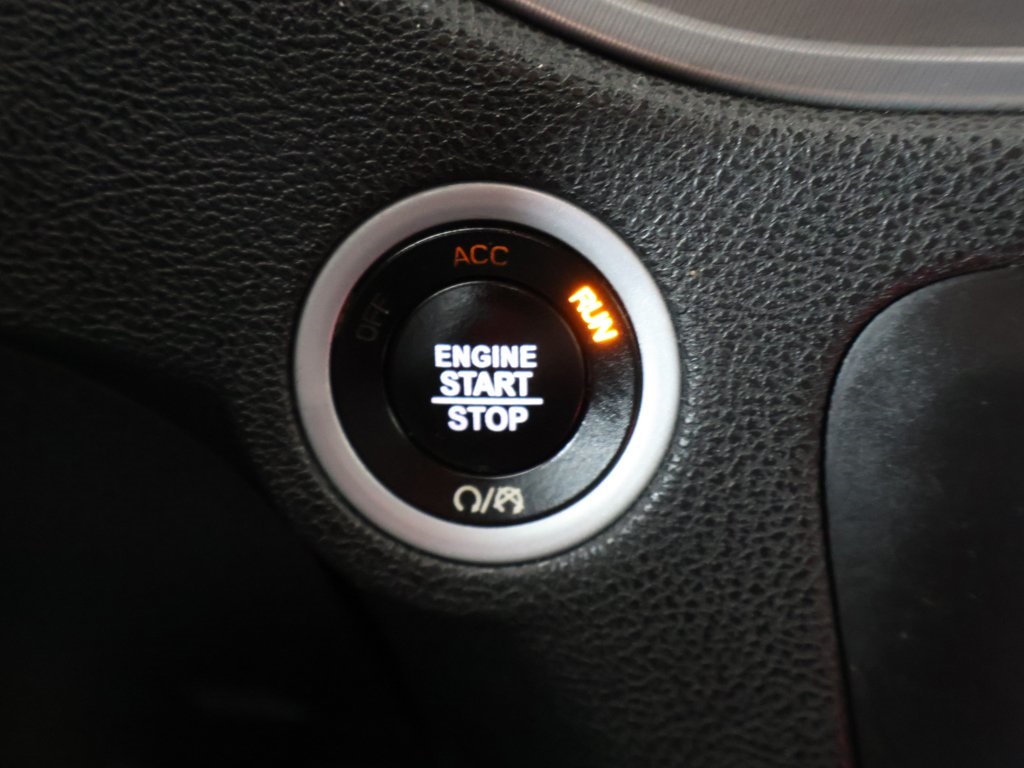 ACC
OFF
RUN
ENGINE
START
STOP